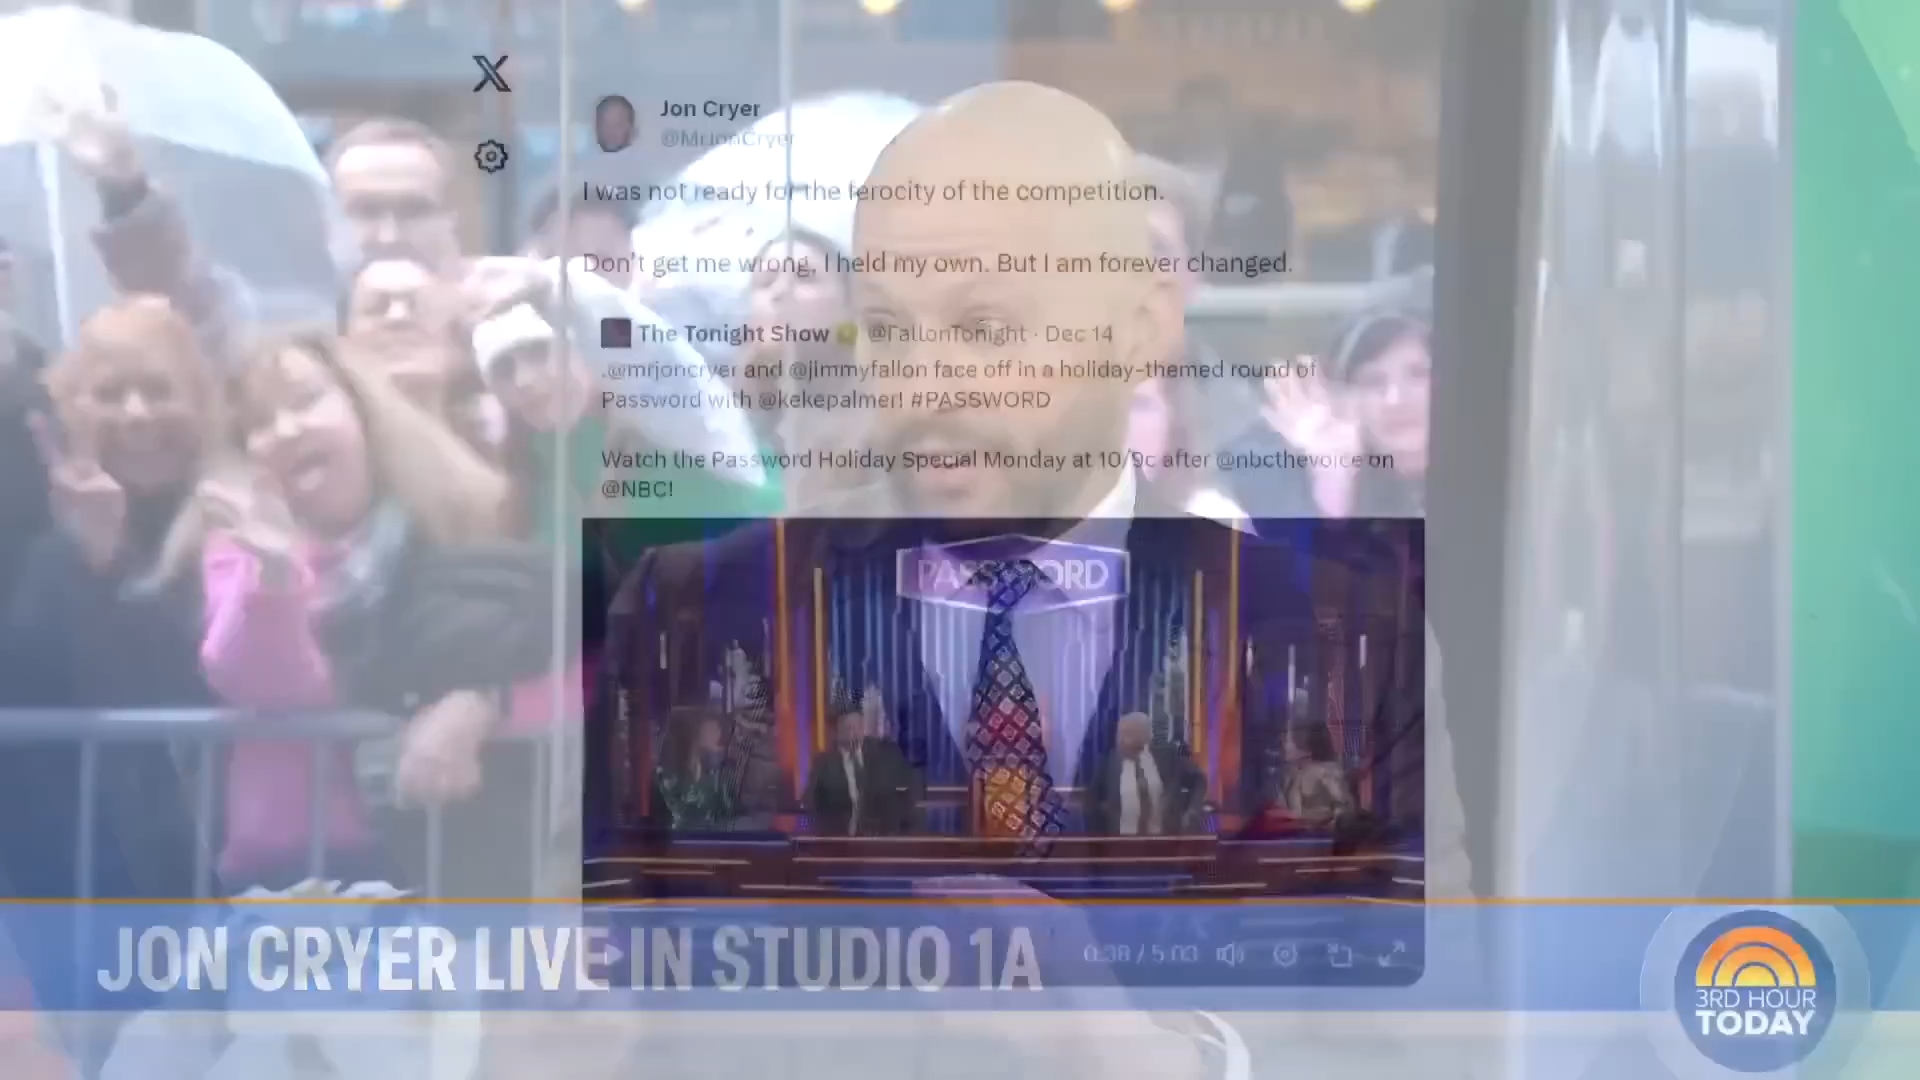 X
Jon Cryer
@MrJonCryer
I was not ready for the ferocity of the competition.
Don't get me wrong, I held my own. But I am forever changed.
The Tonight Show @FallonTonight · Dec 14
.@mrjoncryer and @jimmyfallon face off in a holiday-themed round of
Password with @kekepalmer! #PASSWORD
Watch the Password Holiday Special Monday at 10/9c after @nbcthevoice on
@NBC!
PASSWORD
JON CRYER LIVE IN STUDIO 1A
0:38 / 5:03
3RD HOUR
TODAY